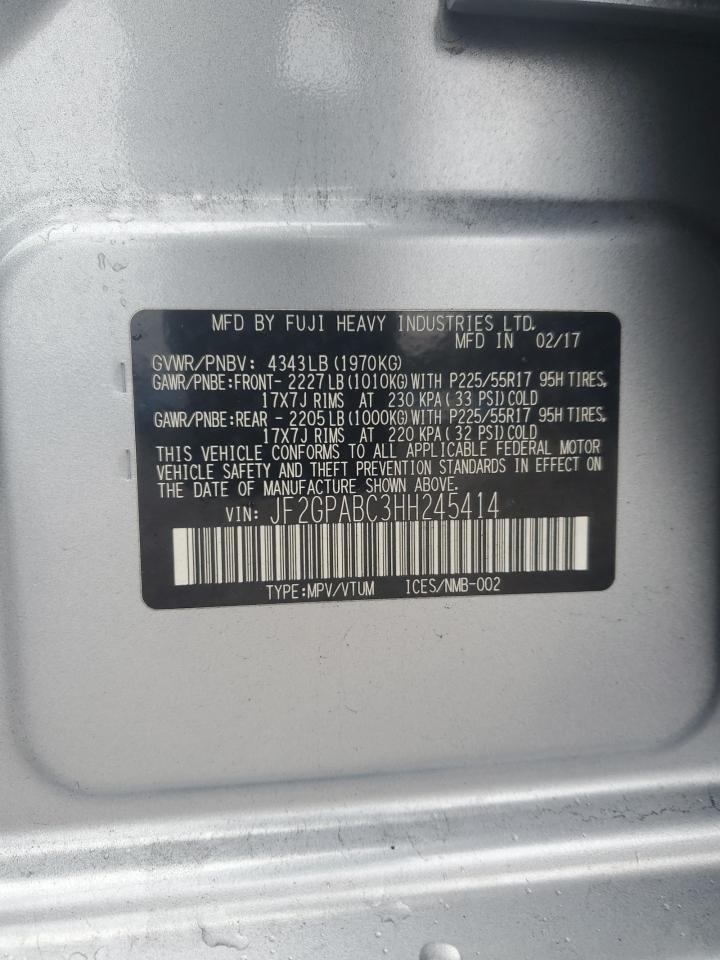 MFD BY FUJI HEAVY INDUSTRIES LTD.
MFD IN 02/17
GVWR/PNBV: 4343LB (1970KG)
GAWR/PNBE:FRONT- 2227LB (1010KG) WITH P225/55R17 95H TIRES,
17X7J RIMS AT 230 KPA ( 33 PSI) COLD
GAWR/PNBE:REAR - 2205LB (1000KG) WITH P225/55R17 95H TIRES,
17X7J RIMS AT 220 KPA ( 32 PSI) COLD
THIS VEHICLE CONFORMS TO ALL APPLICABLE FEDERAL MOTOR
VEHICLE SAFETY AND THEFT PREVENTION STANDARDS IN EFFECT ON
THE DATE OF MANUFACTURE SHOWN ABOVE.
VIN: JF2GPABC3HH245414
TYPE:MPV/VTUM ICES/NMB-002